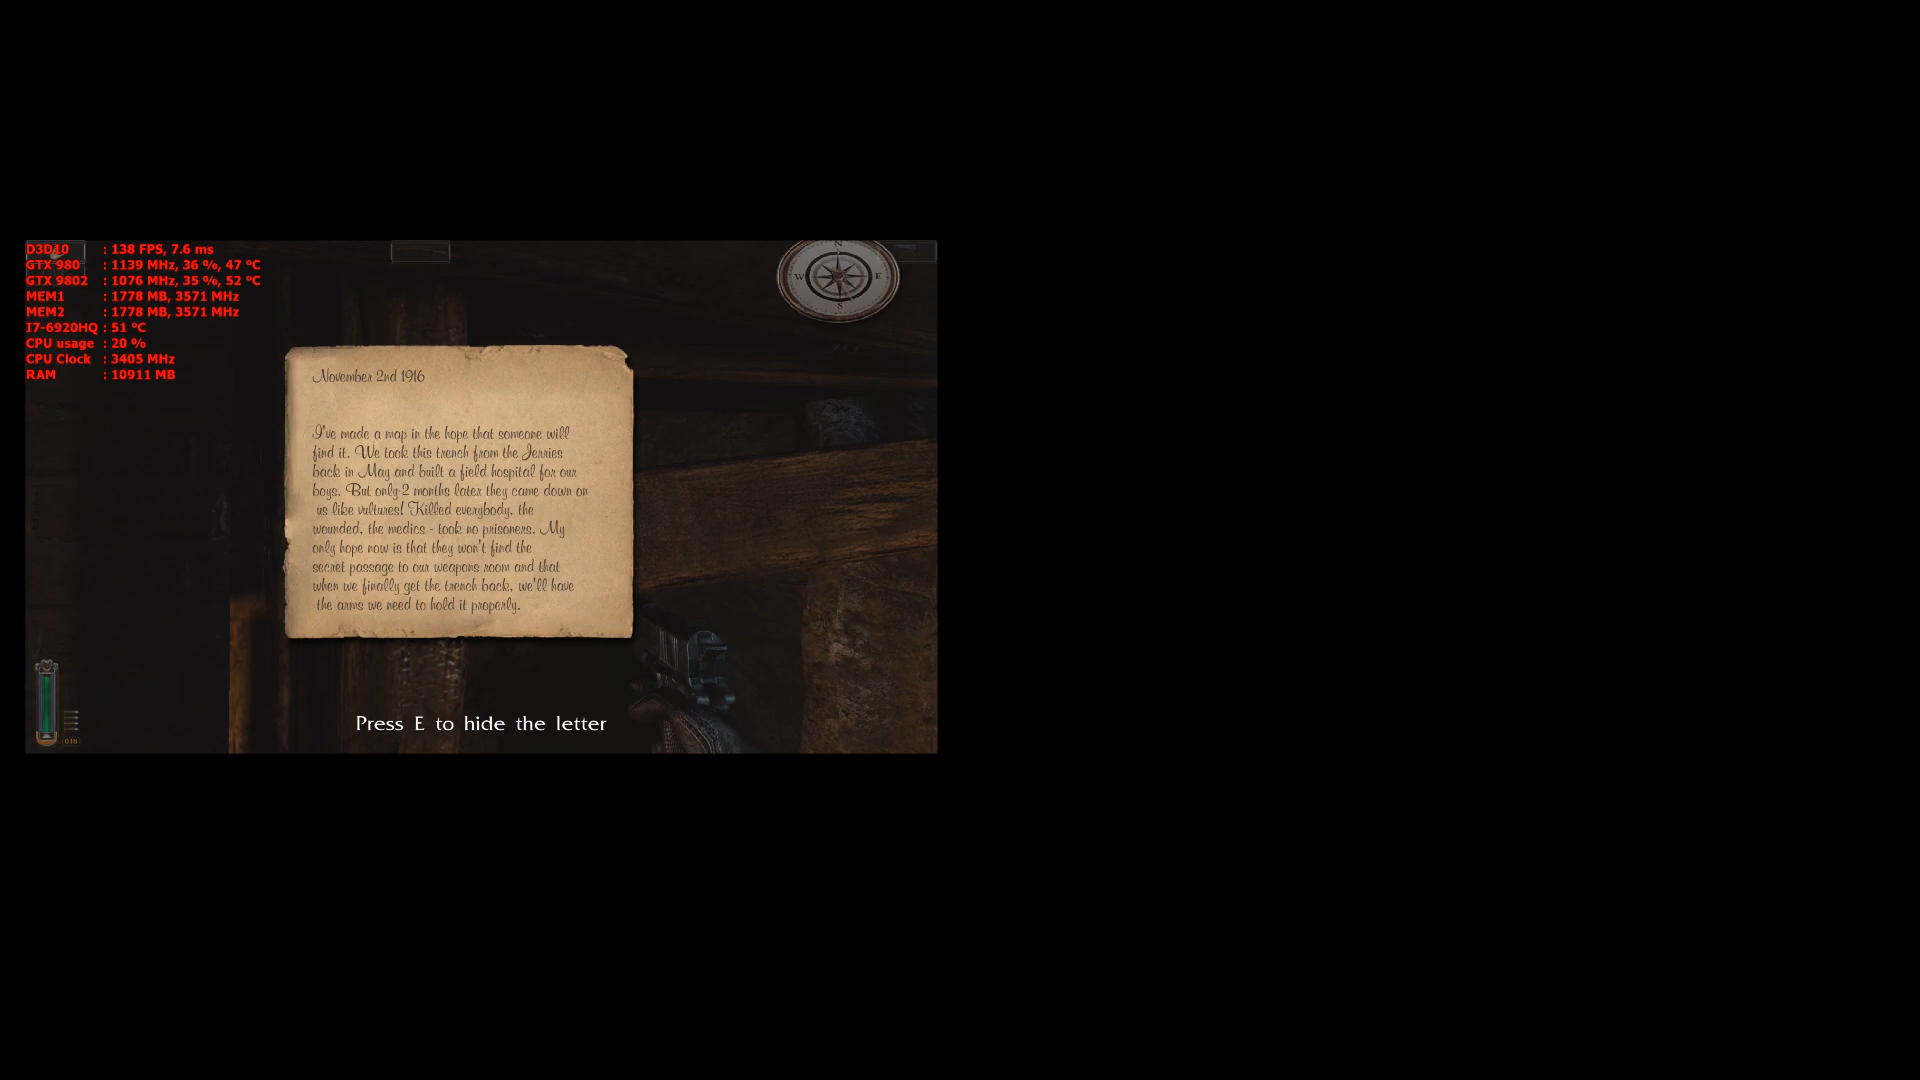 D3D10 : 138 FPS, 7.6 ms
GTX 980 : 1139 MHz, 36 %, 47 °C
GTX 9802 : 1076 MHz, 35 %, 52 °C
MEM1 : 1778 MB, 3571 MHz
MEM2 : 1778 MB, 3571 MHz
I7-6920HQ : 51 °C
CPU usage : 20 %
CPU Clock : 3405 MHz
RAM : 10911 MB
N
W E
S
November 2nd 1916
I've made a map in the hope that someone will
find it. We took this trench from the Jerries
back in May and built a field hospital for our
boys. But only 2 months later they came down on
us like vultures! Killed everybody, the
wounded, the medics - took no prisoners. My
only hope now is that they won't find the
secret passage to our weapons room and that
when we finally get the trench back, we'll have
the arms we need to hold it properly.
Press E to hide the letter